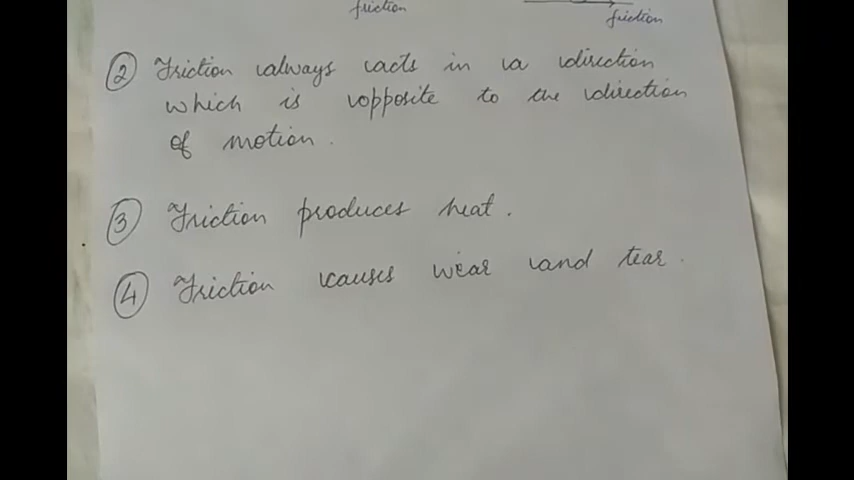 friction
friction
② Friction always acts in a direction
which is opposite to the direction
of motion.
③ Friction produces heat.
④ Friction causes wear and tear.